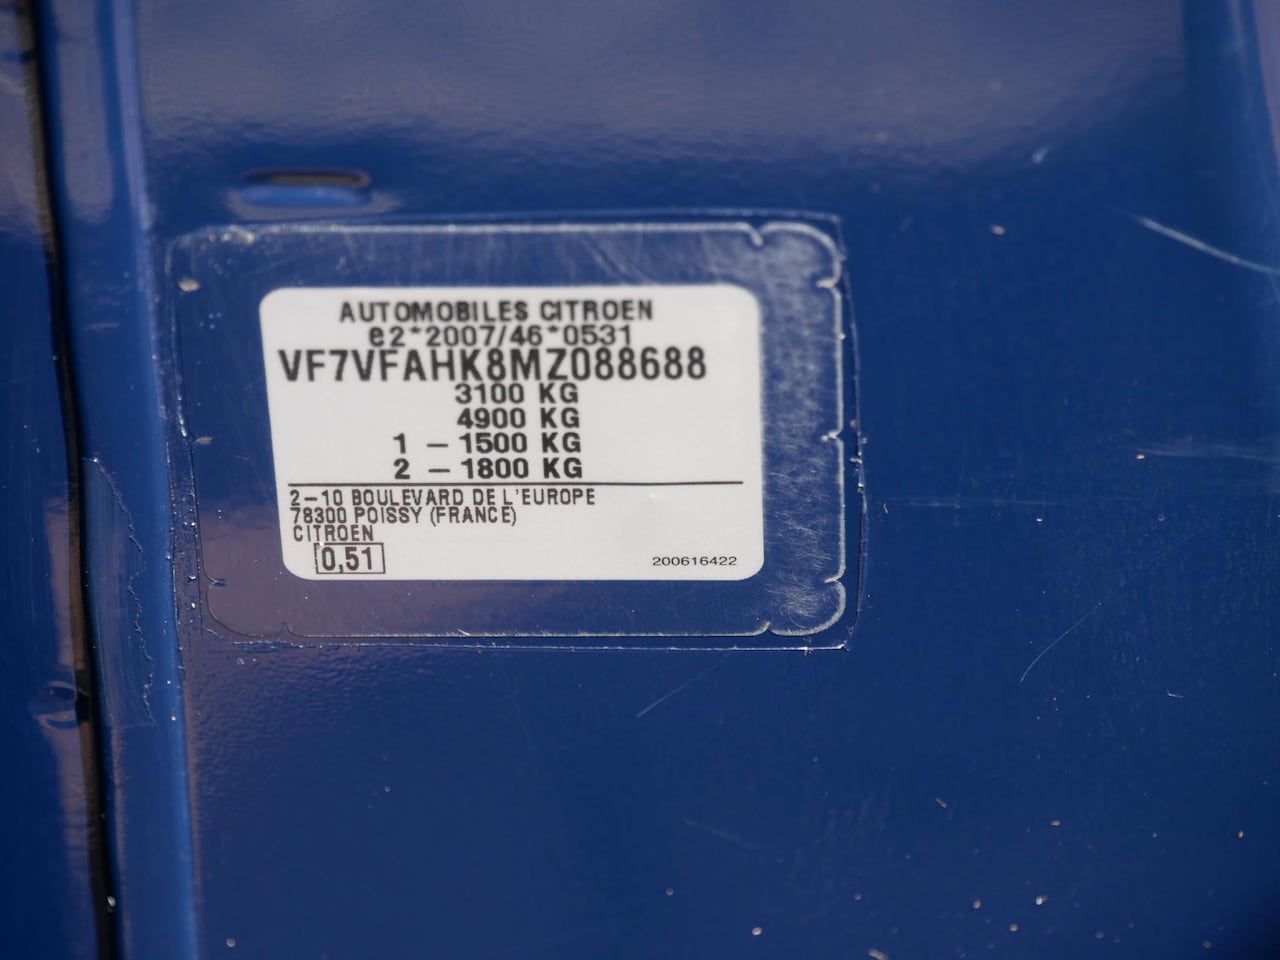 AUTOMOBILES CITROEN
e2*2007/46*0531
VF7VFAHK8MZ088688
3100 KG
4900 KG
1 – 1500 KG
2 – 1800 KG
2–10 BOULEVARD DE L'EUROPE
78300 POISSY (FRANCE)
CITROEN
0,51
200616422